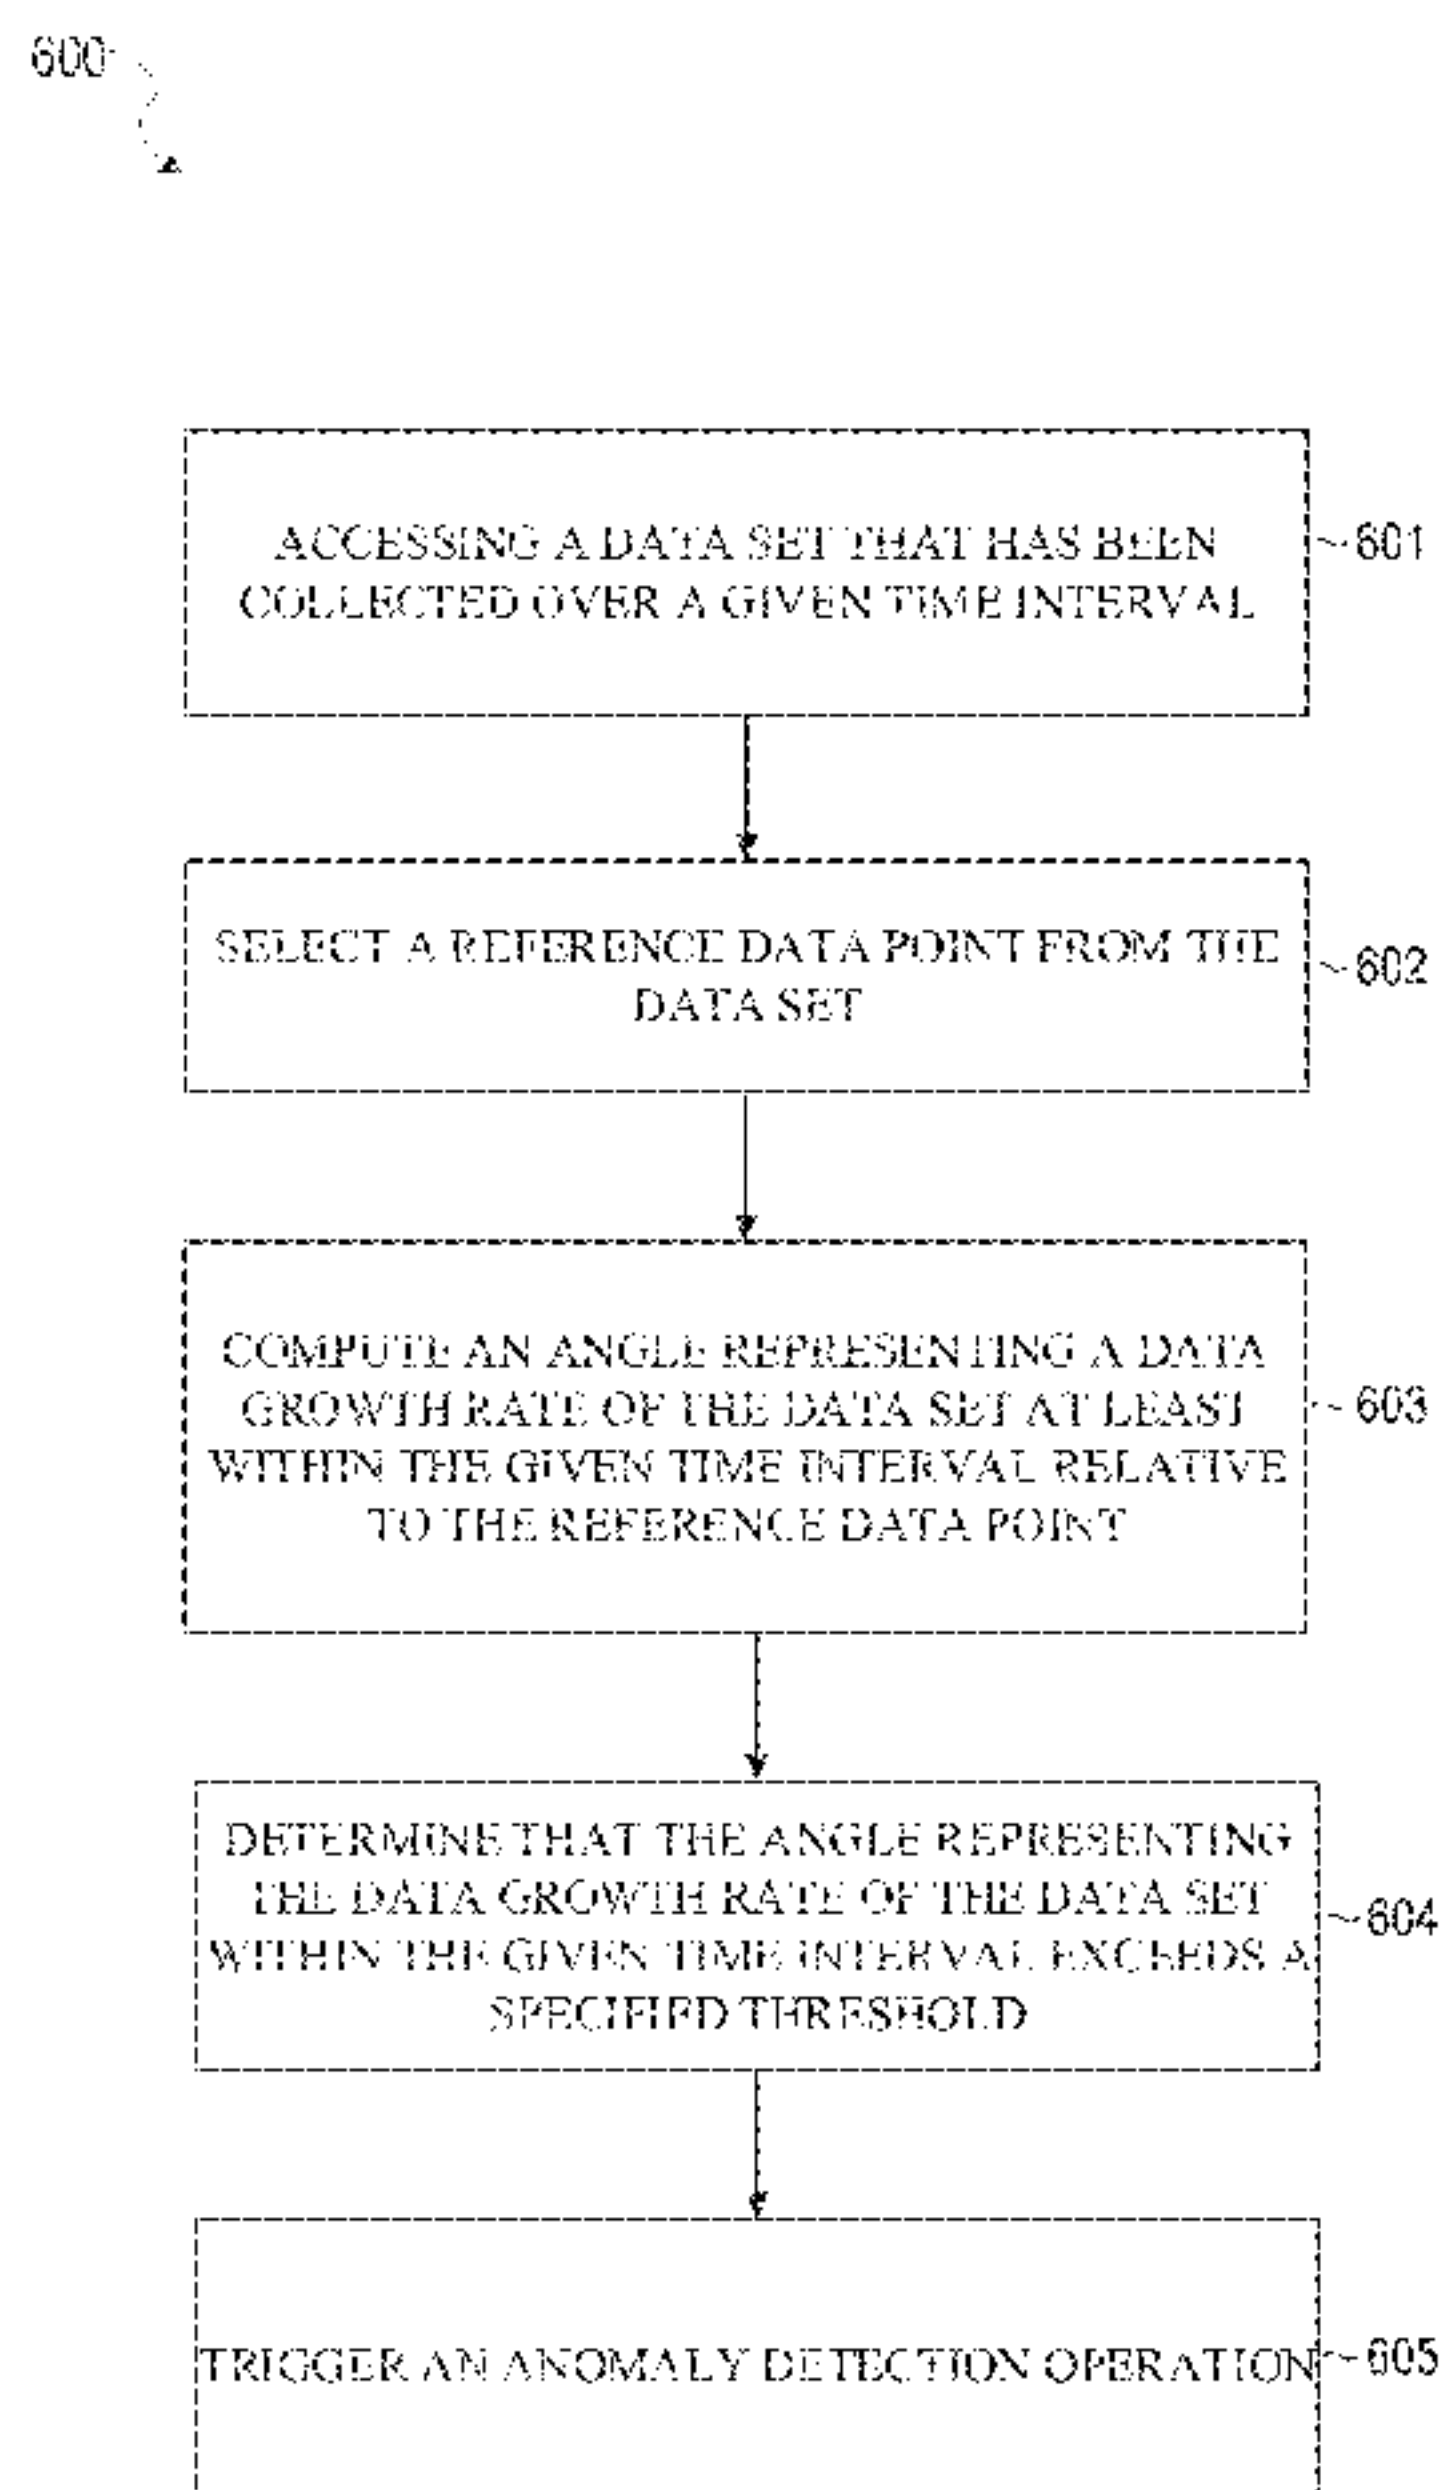 600
ACCESSING A DATA SET THAT HAS BEEN
COLLECTED OVER A GIVEN TIME INTERVAL
601
SELECT A REFERENCE DATA POINT FROM THE
DATA SET
602
COMPUTE AN ANGLE REPRESENTING A DATA
GROWTH RATE OF THE DATA SET AT LEAST
WITHIN THE GIVEN TIME INTERVAL RELATIVE
TO THE REFERENCE DATA POINT
603
DETERMINE THAT THE ANGLE REPRESENTING
THE DATA GROWTH RATE OF THE DATA SET
WITHIN THE GIVEN TIME INTERVAL EXCEEDS A
SPECIFIED THRESHOLD
604
TRIGGER AN ANOMALY DETECTION OPERATION
605